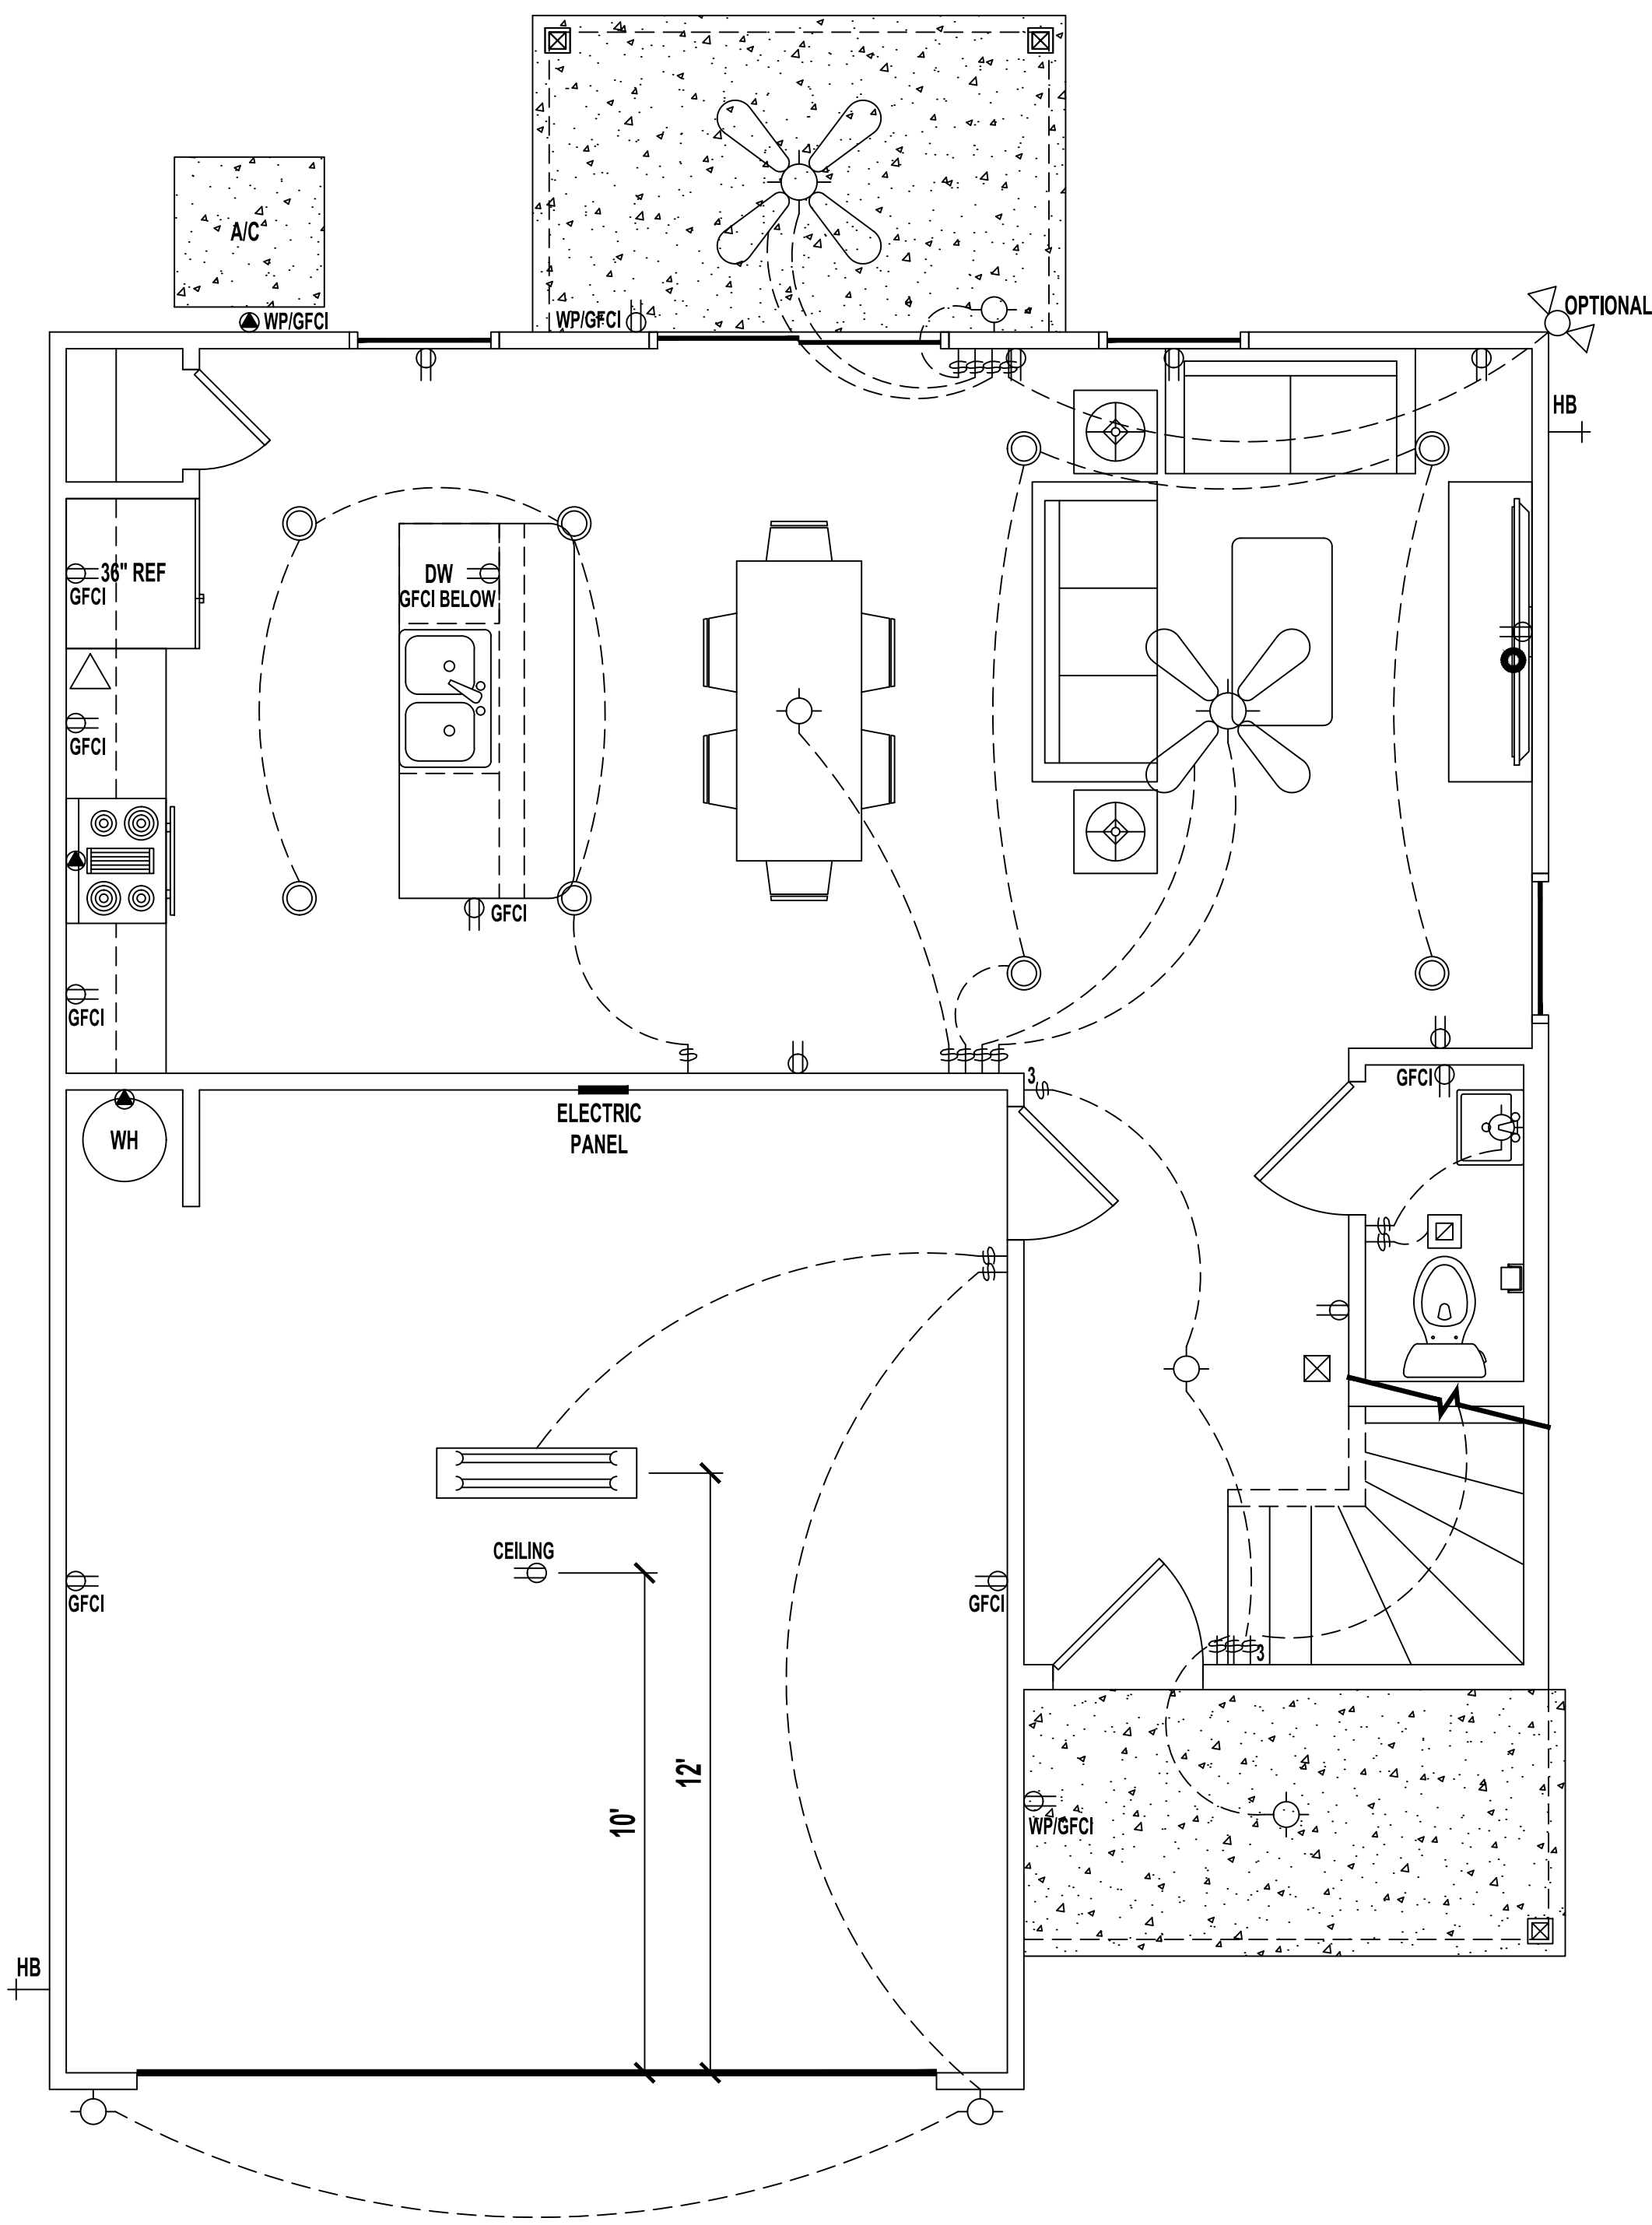 A/C
WP/GFCI
WP/GFCI
OPTIONAL
HB
36" REF
GFCI
DW
GFCI BELOW
GFCI
GFCI
GFCI
3
GFCI
WH
ELECTRIC
PANEL
CEILING
GFCI
GFCI
3
12'
10'
WP/GFCI
HB